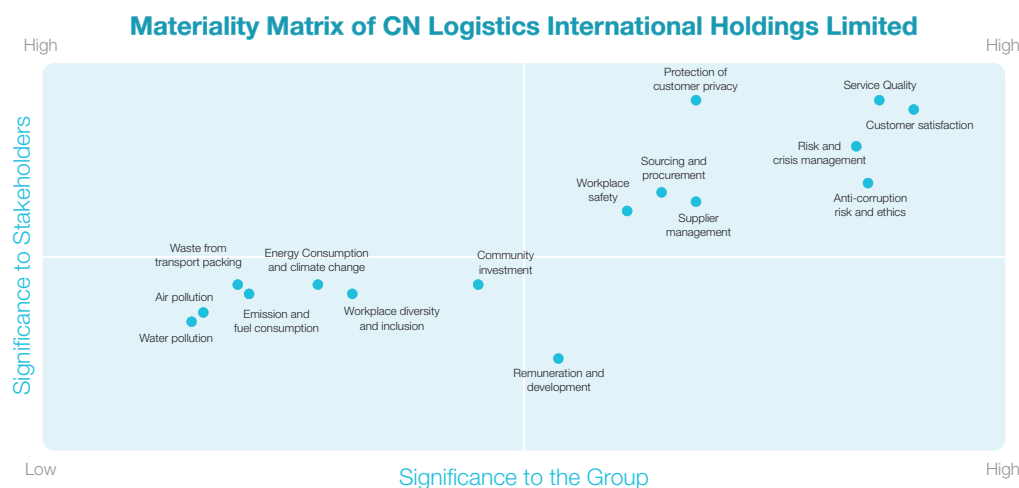 Materiality Matrix of CN Logistics International Holdings Limited
High
High
Significance to Stakeholders
Protection of
customer privacy
Service Quality
Customer satisfaction
Risk and
crisis management
Sourcing and
procurement
Workplace
safety
Anti-corruption
risk and ethics
Supplier
management
Waste from
transport packing
Energy Consumption
and climate change
Community
investment
Air pollution
Emission and
fuel consumption
Workplace diversity
and inclusion
Water pollution
Remuneration and
development
Low
Significance to the Group
High